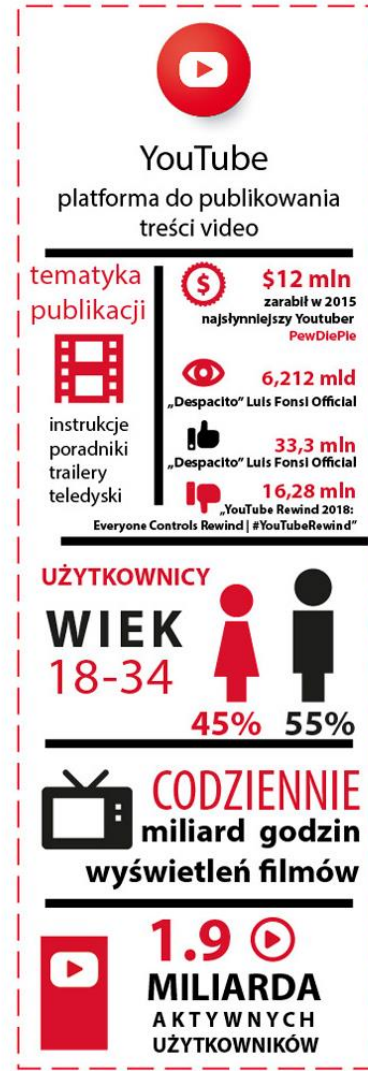 YouTube
platforma do publikowania
treści video
tematyka
publikacji
instrukcje
poradniki
trailery
teledyski
$
$12 mln
zarabił w 2015
najsłynniejszy Youtuber
PewDiePie
6,212 mld
„Despacito” Luis Fonsi Official
33,3 mln
„Despacito” Luis Fonsi Official
16,28 mln
„YouTube Rewind 2018:
Everyone Controls Rewind | #YouTubeRewind”
UŻYTKOWNICY
WIEK
18-34
45% 55%
CODZIENNIE
miliard godzin
wyświetleń filmów
1.9
MILIARDA
AKTYWNYCH
UŻYTKOWNIKÓW